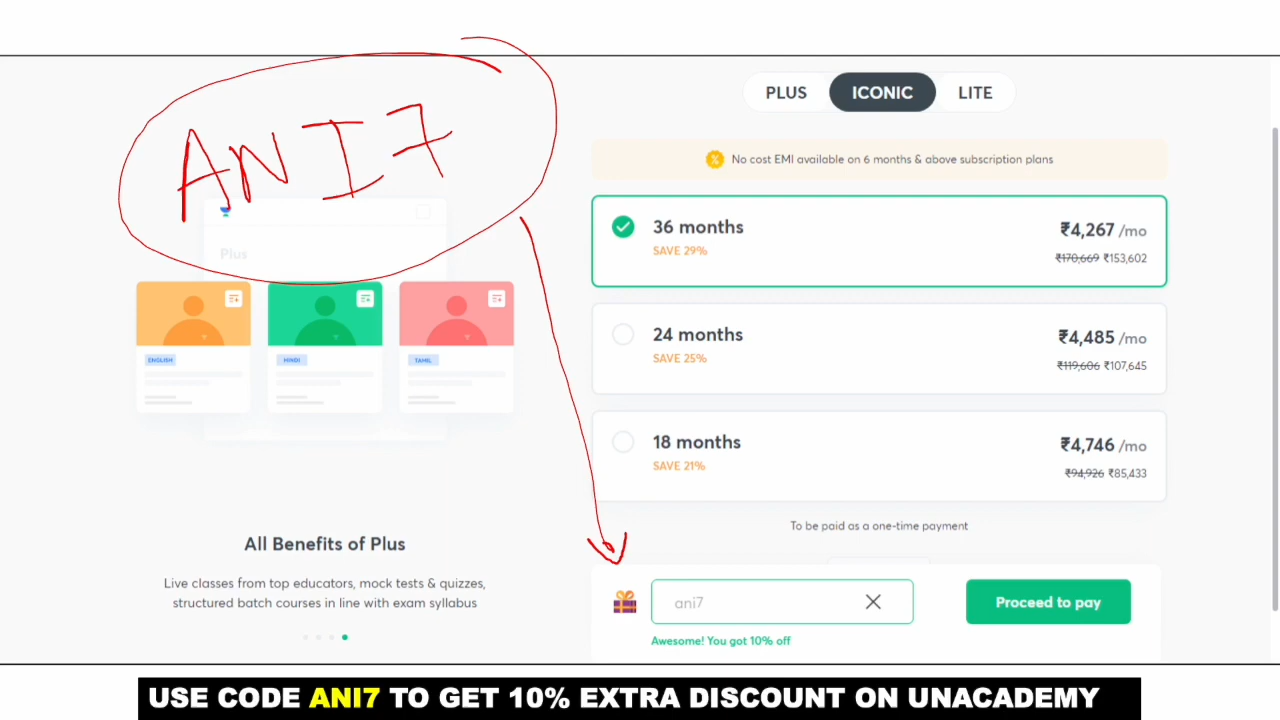 ANI7
PLUS ICONIC LITE
No cost EMI available on 6 months & above subscription plans
36 months ₹4,267 /mo
SAVE 29% ₹170,669 ₹153,602
24 months ₹4,485 /mo
SAVE 25% ₹119,606 ₹107,645
18 months ₹4,746 /mo
SAVE 21% ₹94,926 ₹85,433
To be paid as a one-time payment
Plus
ENGLISH HINDI TAMIL
All Benefits of Plus
Live classes from top educators, mock tests & quizzes,
structured batch courses in line with exam syllabus
ani7
Proceed to pay
Awesome! You got 10% off
USE CODE ANI7 TO GET 10% EXTRA DISCOUNT ON UNACADEMY